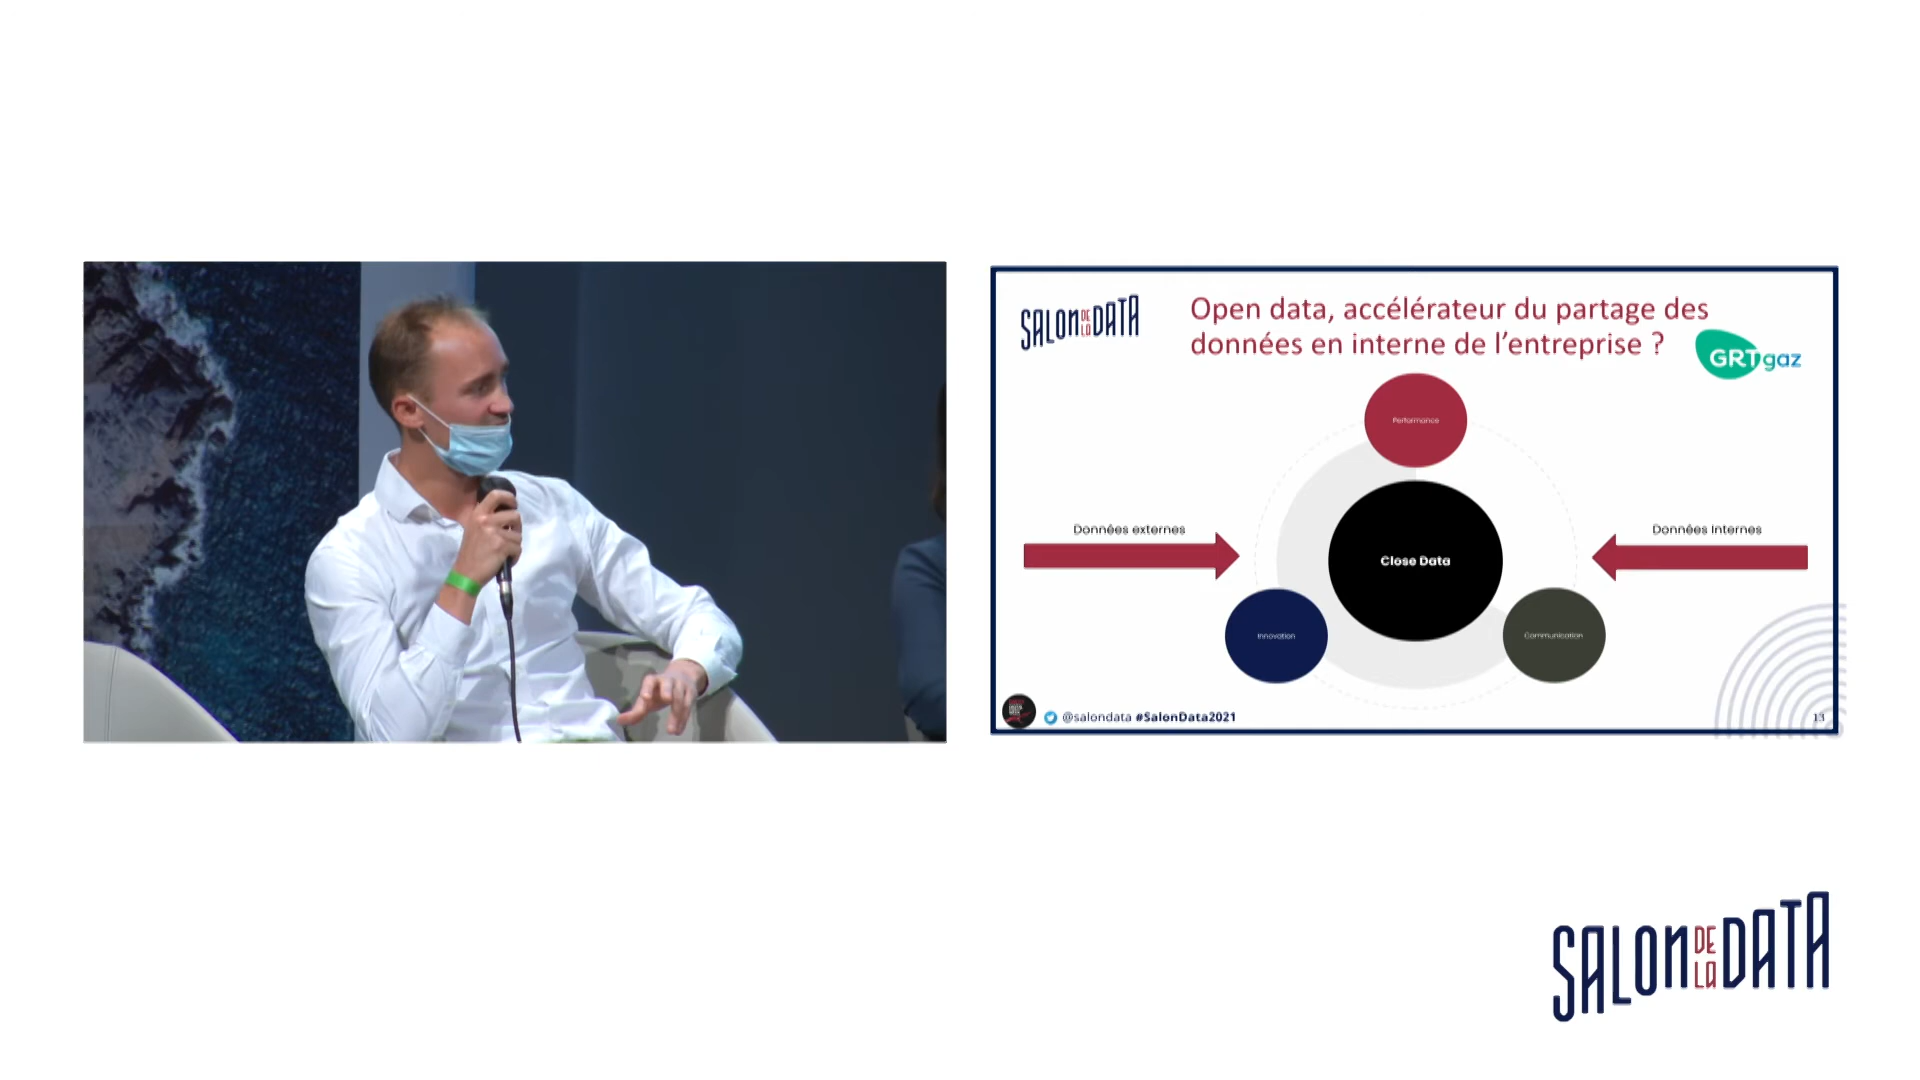 SALON DE LA DATA
Open data, accélérateur du partage des
données en interne de l'entreprise ?
GRTgaz
Performance
Données externes
Données Internes
Close Data
Innovation
Communication
@salondata #SalonData2021
13
SALON DE LA DATA